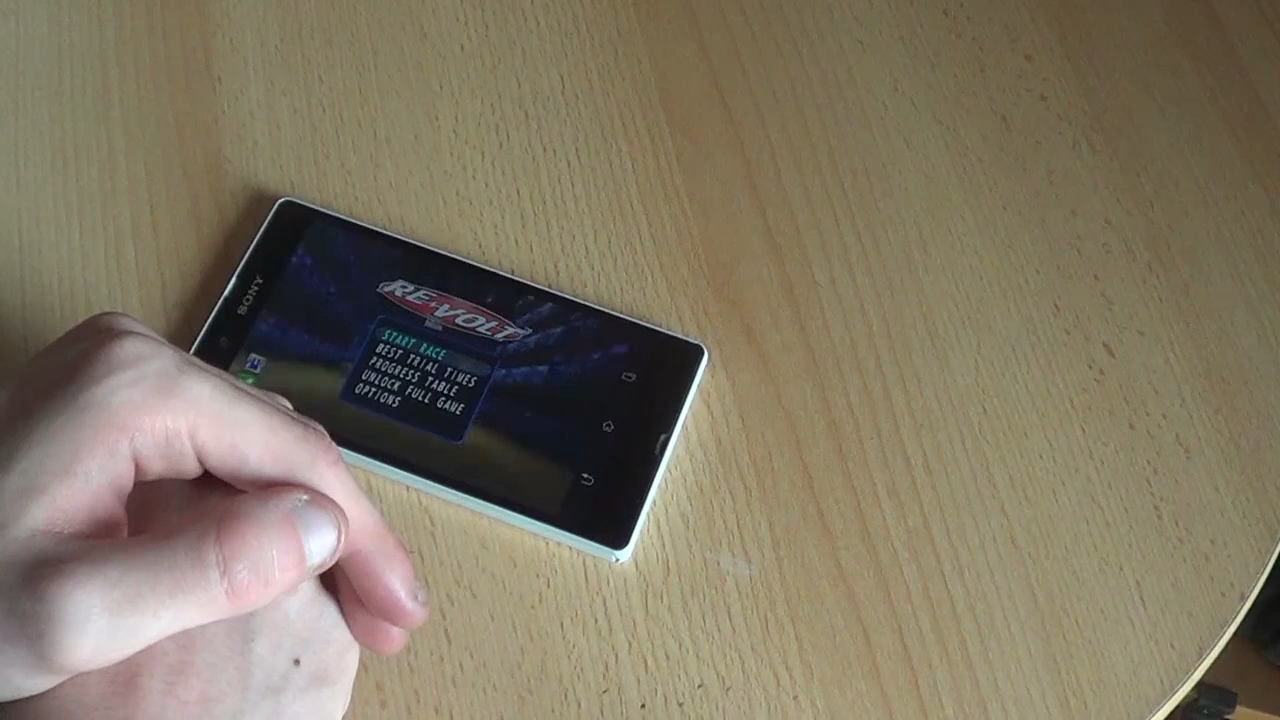 SONY
RE-VOLT
START RACE
BEST TRIAL TIMES
PROGRESS TABLE
UNLOCK FULL GAME
OPTIONS